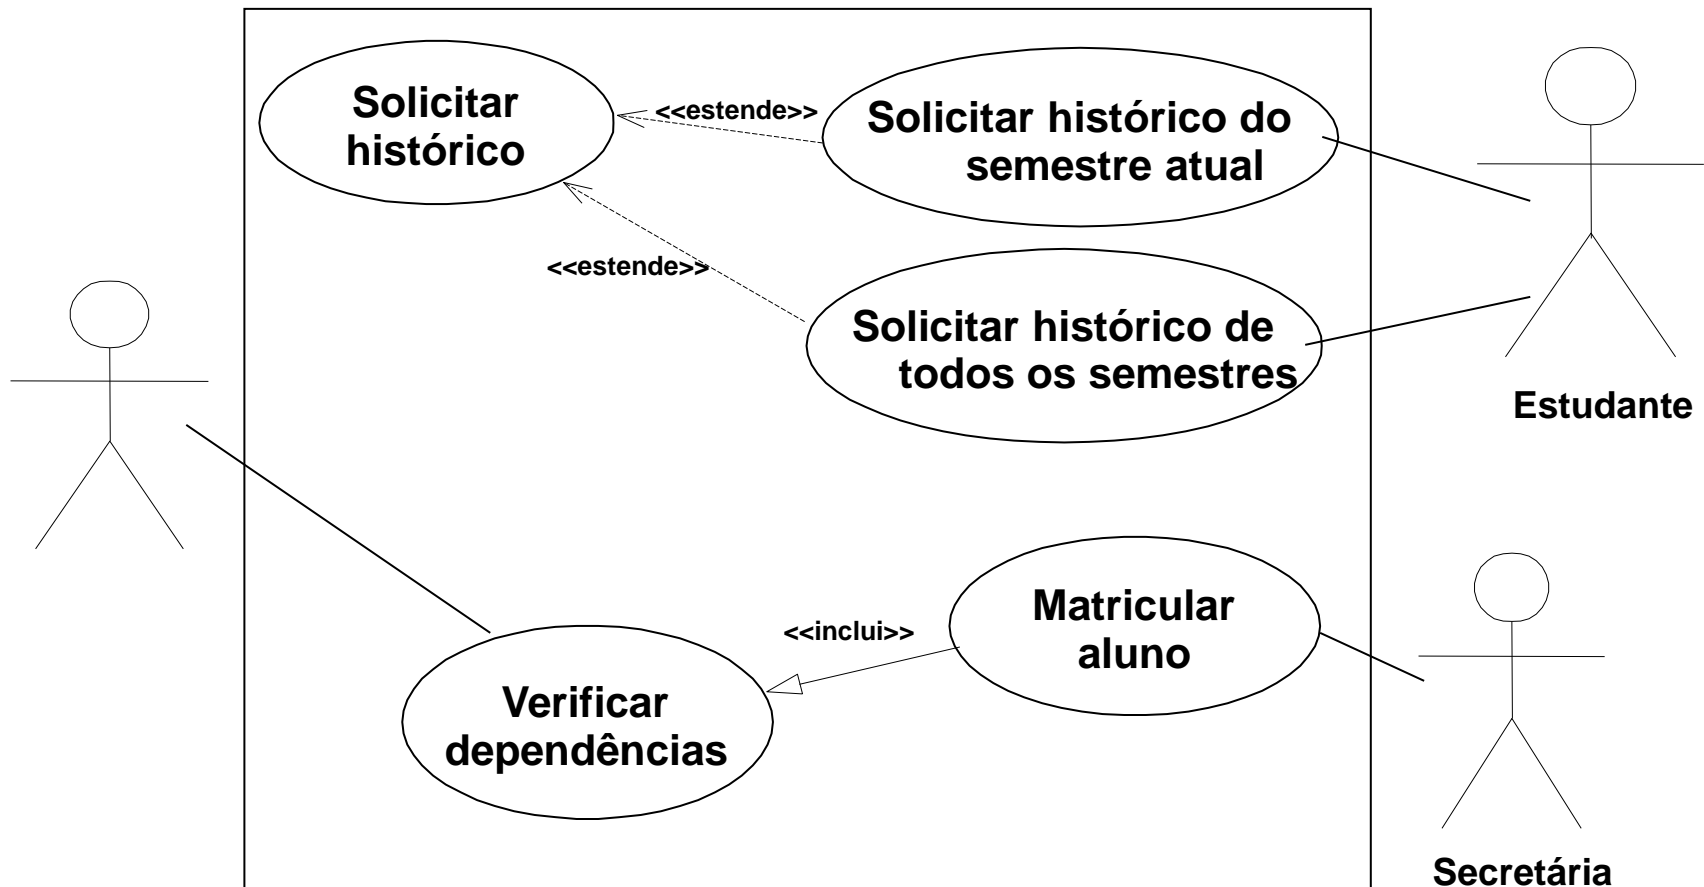 Solicitar
histórico
<<estende>>
Solicitar histórico do
semestre atual
<<estende>>
Solicitar histórico de
todos os semestres
Estudante
Matricular
aluno
<<inclui>>
Verificar
dependências
Secretária